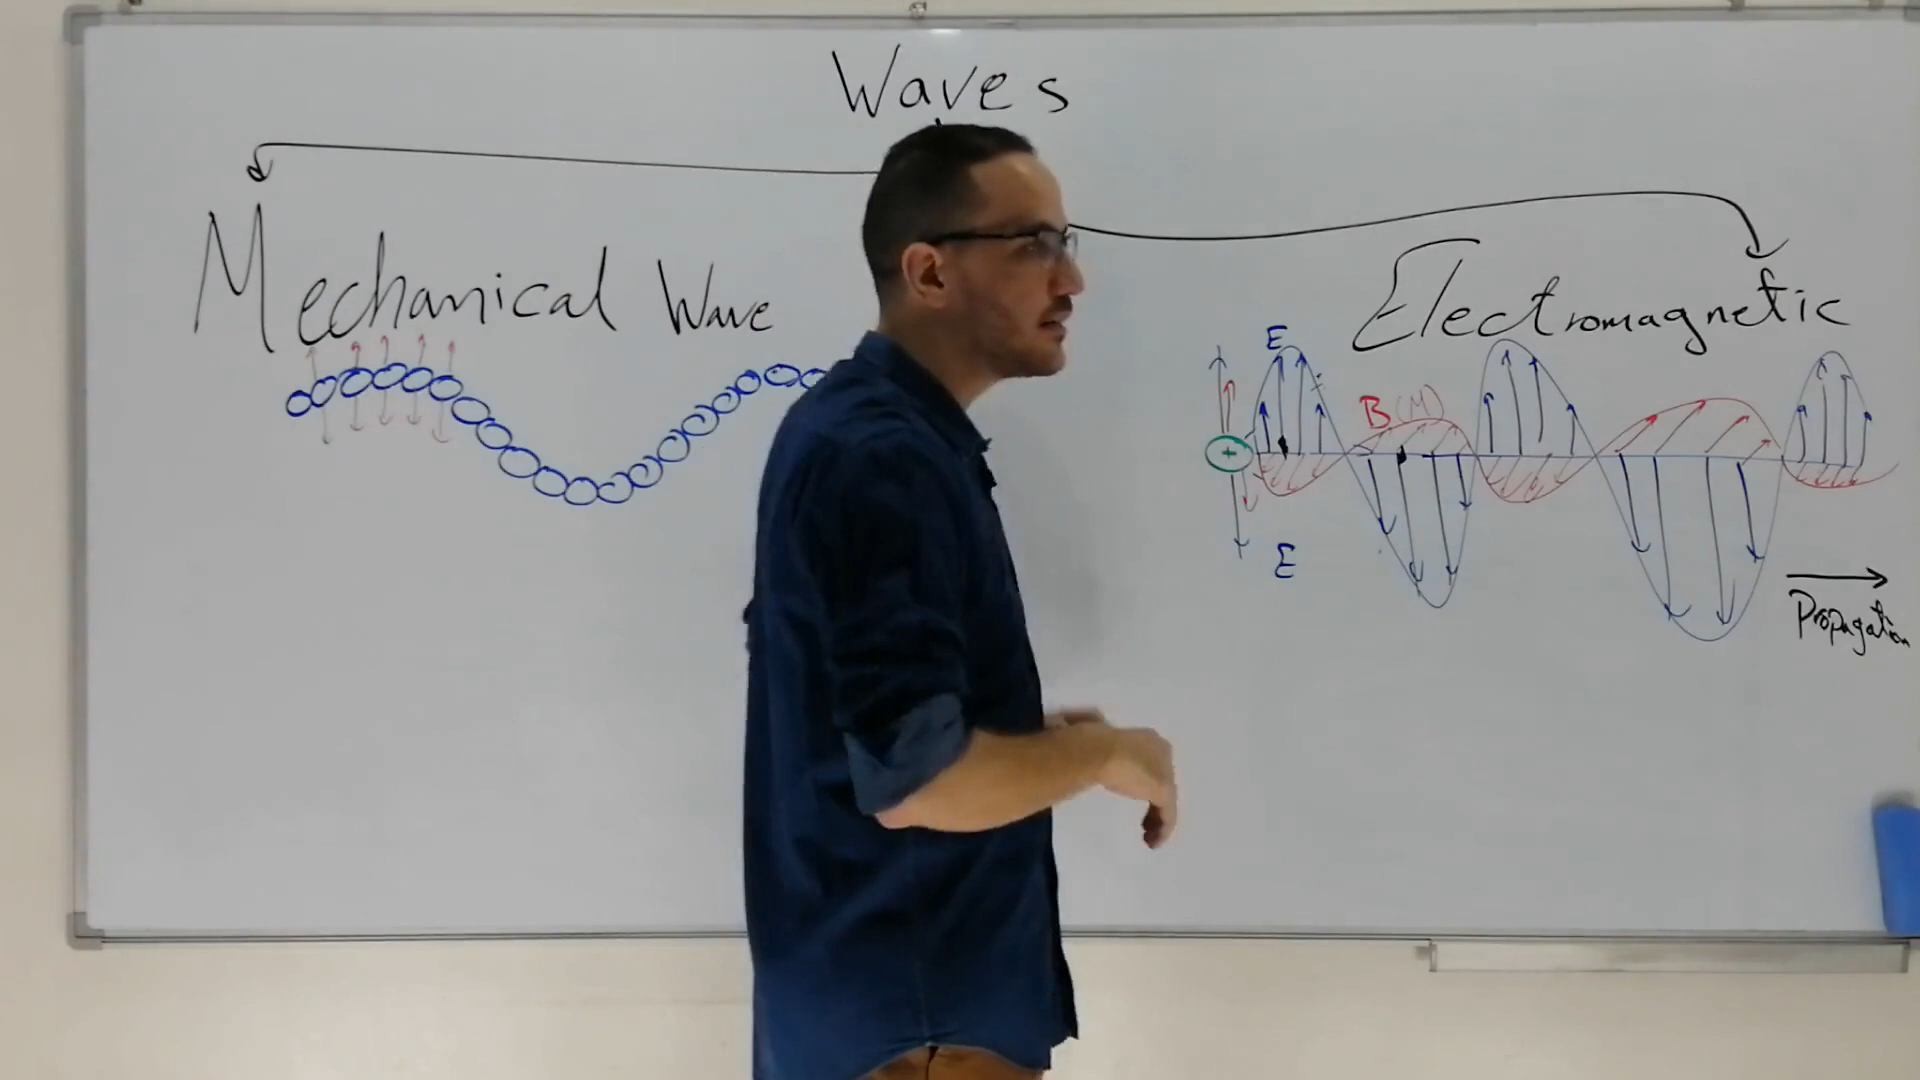 Waves
Mechanical Wave
Electromagnetic
E
B (M)
+
E
Propagation